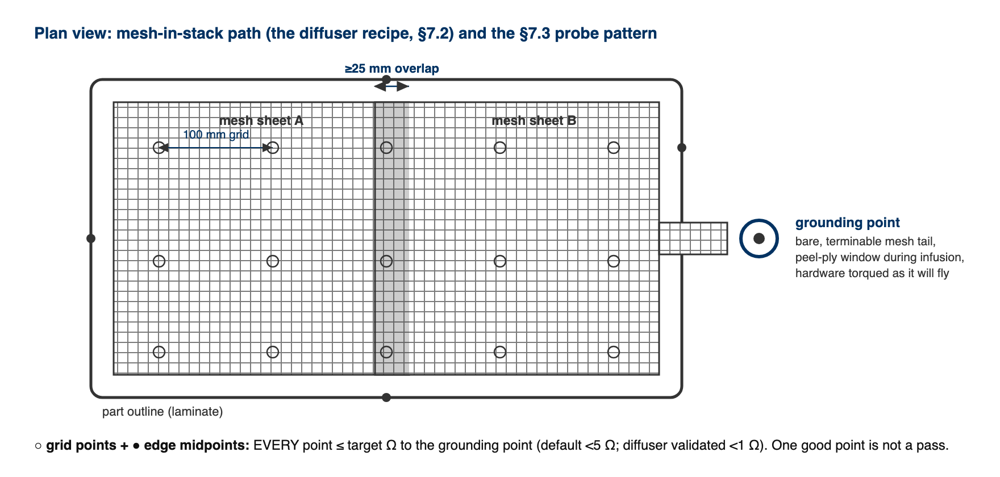 Plan view: mesh-in-stack path (the diffuser recipe, §7.2) and the §7.3 probe pattern
≥25 mm overlap
mesh sheet A
mesh sheet B
100 mm grid
grounding point
bare, terminable mesh tail,
peel-ply window during infusion,
hardware torqued as it will fly
part outline (laminate)
○ grid points + ● edge midpoints: EVERY point ≤ target Ω to the grounding point (default <5 Ω; diffuser validated <1 Ω). One good point is not a pass.